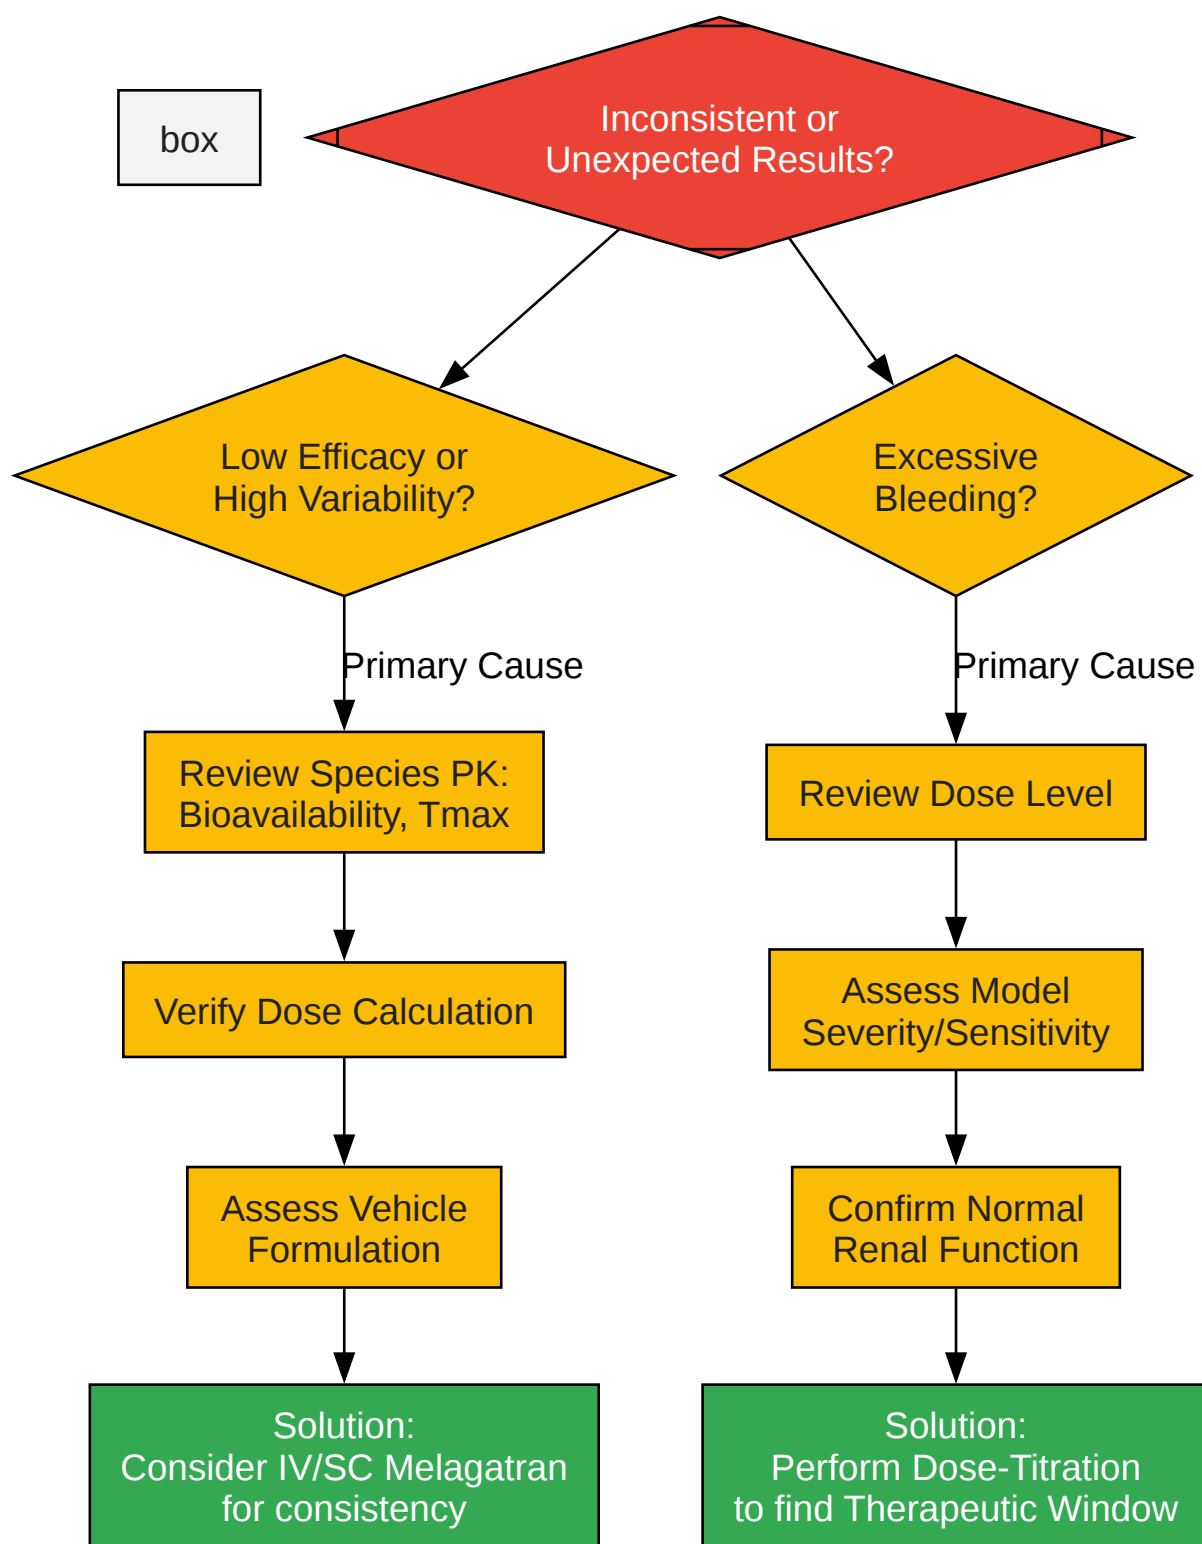 box
Inconsistent or
Unexpected Results?
Low Efficacy or
High Variability?
Excessive
Bleeding?
Primary Cause
Primary Cause
Review Species PK:
Bioavailability, Tmax
Review Dose Level
Verify Dose Calculation
Assess Model
Severity/Sensitivity
Assess Vehicle
Formulation
Confirm Normal
Renal Function
Solution:
Consider IV/SC Melagatran
for consistency
Solution:
Perform Dose-Titration
to find Therapeutic Window